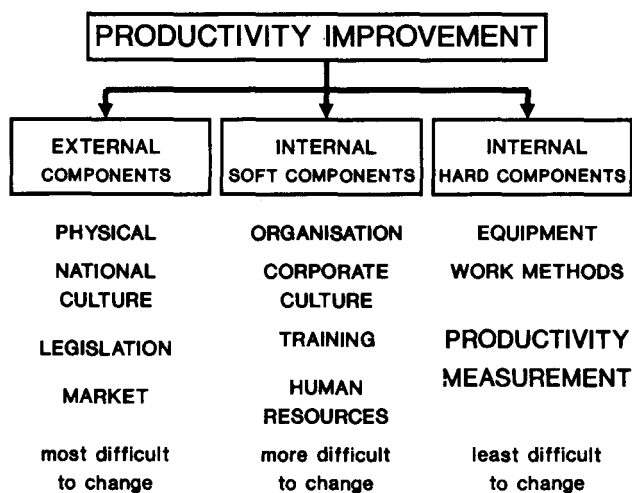 PRODUCTIVITY IMPROVEMENT
EXTERNAL
COMPONENTS
PHYSICAL
NATIONAL
CULTURE
LEGISLATION
MARKET
most difficult
to change
INTERNAL
SOFT COMPONENTS
ORGANISATION
CORPORATE
CULTURE
TRAINING
HUMAN
RESOURCES
more difficult
to change
INTERNAL
HARD COMPONENTS
EQUIPMENT
WORK METHODS
PRODUCTIVITY
MEASUREMENT
least difficult
to change